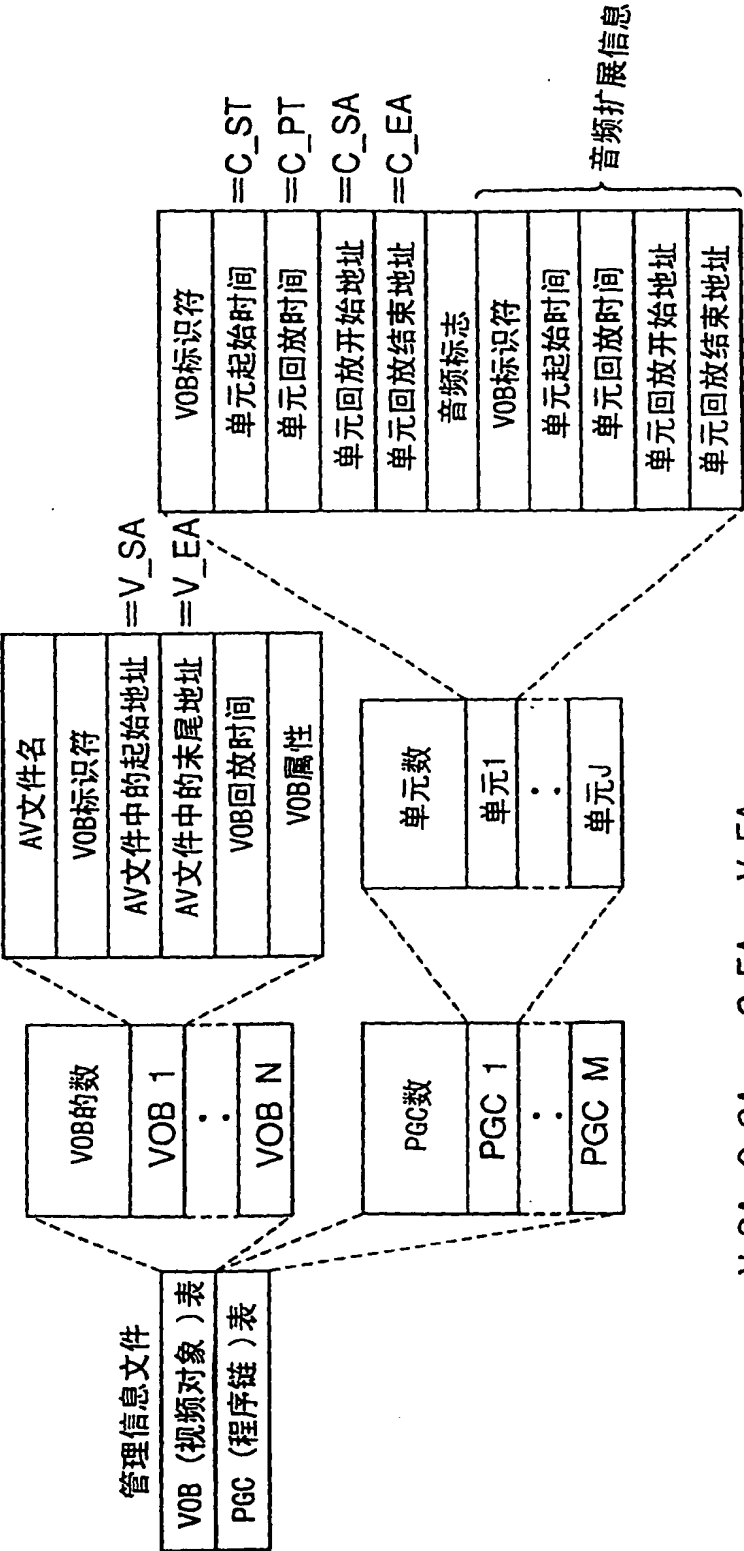 管理信息文件
VOB (视频对象) 表
PGC (程序链) 表
VOB的数
VOB 1
VOB N
PGC数
PGC 1
PGC M
AV文件名
VOB标识符
AV文件中的起始地址 =V_SA
AV文件中的末尾地址 =V_EA
VOB回放时间
VOB属性
单元数
单元1
单元J
VOB标识符
单元起始时间 =C_ST
单元回放时间 =C_PT
单元回放开始地址 =C_SA
单元回放结束地址 =C_EA
音频标志
VOB标识符
单元起始时间
单元回放时间
单元回放开始地址
单元回放结束地址
音频扩展信息